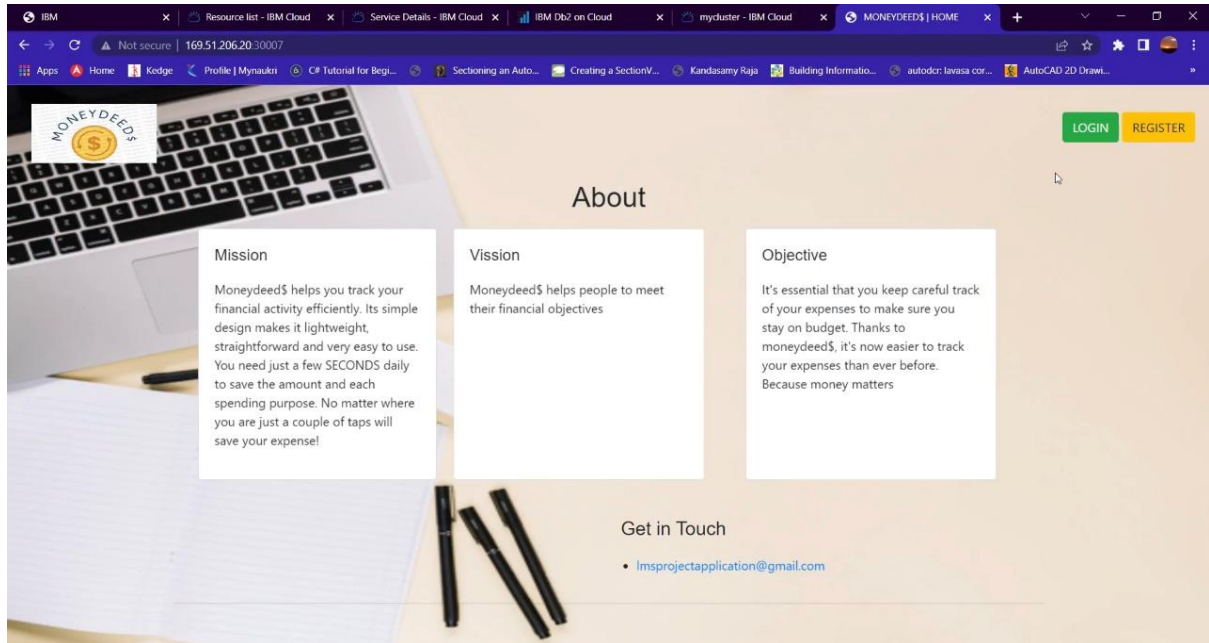 IBM
Resource list - IBM Cloud
Service Details - IBM Cloud
IBM Db2 on Cloud
mycluster - IBM Cloud
MONEYDEED$ | HOME
Not secure | 169.51.206.20:30007
Apps
Home
Kedge
Profile | Mynaukri
C# Tutorial for Begi...
Sectioning an Auto...
Creating a SectionV...
Kandasamy Raja
Building Informatio...
autodcr: lavasa cor...
AutoCAD 2D Drawi...
»
MONEYDEED$
$
LOGIN
REGISTER
About
Mission
Moneydeed$ helps you track your
financial activity efficiently. Its simple
design makes it lightweight,
straightforward and very easy to use.
You need just a few SECONDS daily
to save the amount and each
spending purpose. No matter where
you are just a couple of taps will
save your expense!
Vission
Moneydeed$ helps people to meet
their financial objectives
Objective
It's essential that you keep careful track
of your expenses to make sure you
stay on budget. Thanks to
moneydeed$, it's now easier to track
your expenses than ever before.
Because money matters
Get in Touch
lmsprojectapplication@gmail.com